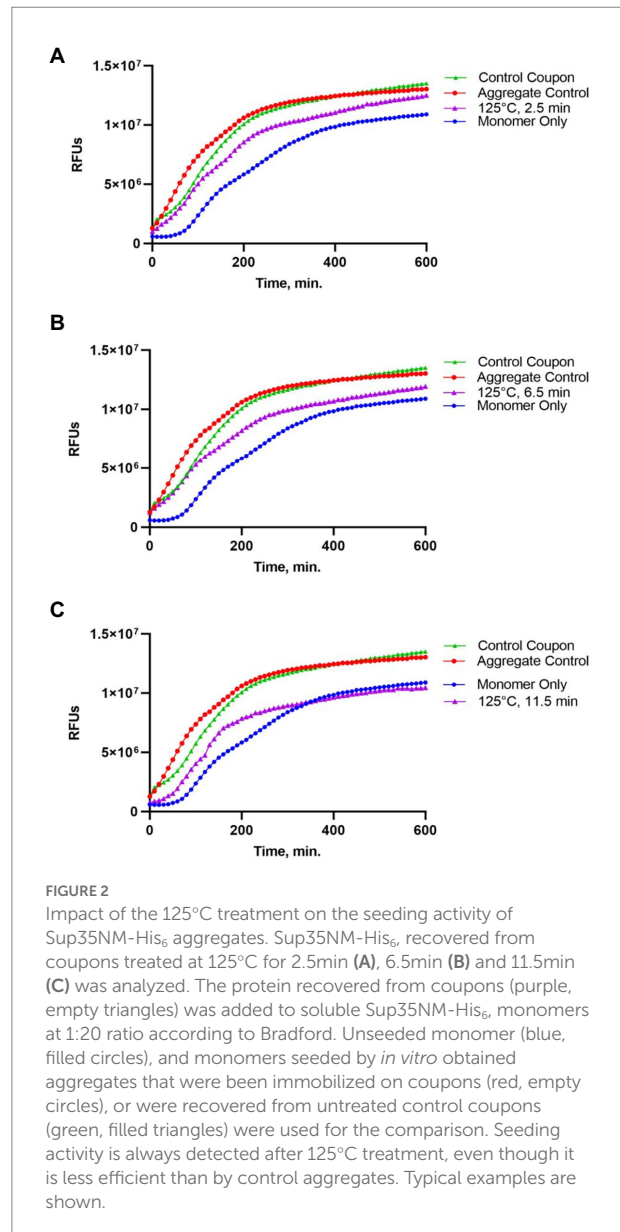 A
1.5×10⁷
1×10⁷
5×10⁶
0
RFUs
0 200 400 600
Time, min.
Control Coupon
Aggregate Control
125°C, 2.5 min
Monomer Only
B
1.5×10⁷
1×10⁷
5×10⁶
0
RFUs
0 200 400 600
Time, min.
Control Coupon
Aggregate Control
125°C, 6.5 min
Monomer Only
C
1.5×10⁷
1×10⁷
5×10⁶
0
RFUs
0 200 400 600
Time, min.
Control Coupon
Aggregate Control
Monomer Only
125°C, 11.5 min
FIGURE 2
Impact of the 125°C treatment on the seeding activity of
Sup35NM-His₆ aggregates. Sup35NM-His₆, recovered from
coupons treated at 125°C for 2.5min (A), 6.5min (B) and 11.5min
(C) was analyzed. The protein recovered from coupons (purple,
empty triangles) was added to soluble Sup35NM-His₆, monomers
at 1:20 ratio according to Bradford. Unseeded monomer (blue,
filled circles), and monomers seeded by in vitro obtained
aggregates that were been immobilized on coupons (red, empty
circles), or were recovered from untreated control coupons
(green, filled triangles) were used for the comparison. Seeding
activity is always detected after 125°C treatment, even though it
is less efficient than by control aggregates. Typical examples are
shown.